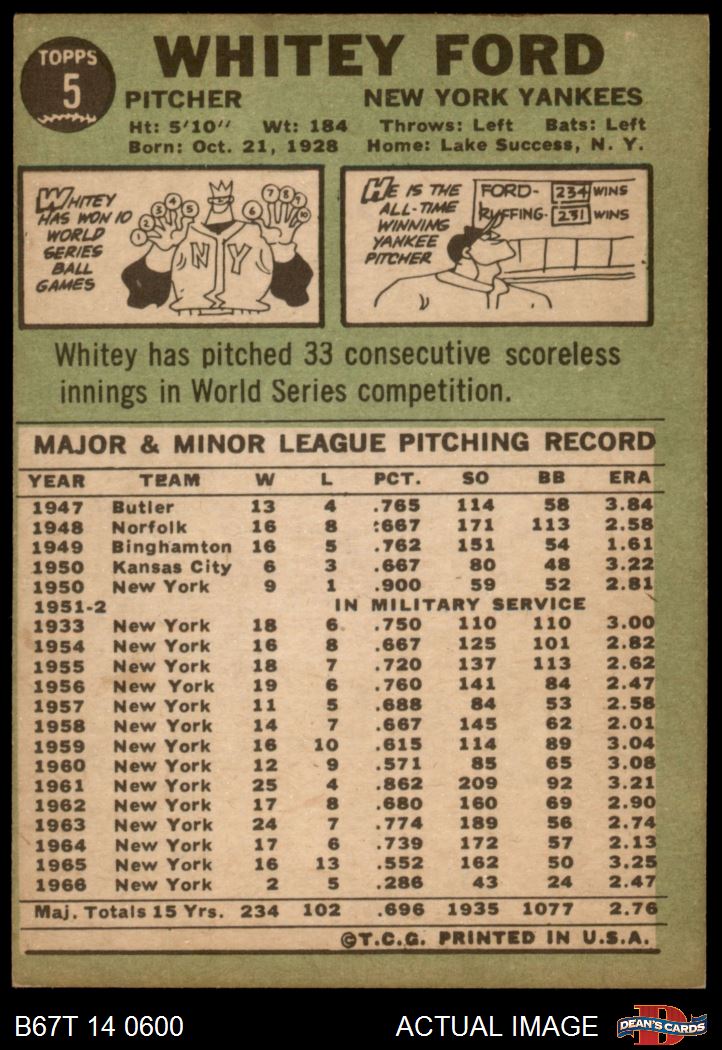 TOPPS
5
WHITEY FORD
PITCHER NEW YORK YANKEES
Ht: 5'10" Wt: 184 Throws: Left Bats: Left
Born: Oct. 21, 1928 Home: Lake Success, N. Y.
WHITEY
HAS WON 10
WORLD
SERIES
BALL
GAMES
1 2 3 4 5 6 7 8 9 10
NY
HE IS THE
ALL-TIME
WINNING
YANKEE
PITCHER
FORD- 234 WINS
RUFFING- 231 WINS
Whitey has pitched 33 consecutive scoreless
innings in World Series competition.
MAJOR & MINOR LEAGUE PITCHING RECORD
YEAR TEAM W L PCT. SO BB ERA
1947 Butler 13 4 .765 114 58 3.84
1948 Norfolk 16 8 .667 171 113 2.58
1949 Binghamton 16 5 .762 151 54 1.61
1950 Kansas City 6 3 .667 80 48 3.22
1950 New York 9 1 .900 59 52 2.81
1951-2 IN MILITARY SERVICE
1933 New York 18 6 .750 110 110 3.00
1954 New York 16 8 .667 125 101 2.82
1955 New York 18 7 .720 137 113 2.62
1956 New York 19 6 .760 141 84 2.47
1957 New York 11 5 .688 84 53 2.58
1958 New York 14 7 .667 145 62 2.01
1959 New York 16 10 .615 114 89 3.04
1960 New York 12 9 .571 85 65 3.08
1961 New York 25 4 .862 209 92 3.21
1962 New York 17 8 .680 160 69 2.90
1963 New York 24 7 .774 189 56 2.74
1964 New York 17 6 .739 172 57 2.13
1965 New York 16 13 .552 162 50 3.25
1966 New York 2 5 .286 43 24 2.47
Maj. Totals 15 Yrs. 234 102 .696 1935 1077 2.76
©T.C.G. PRINTED IN U.S.A.
B67T 14 0600 ACTUAL IMAGE
D
DEAN'S CARDS